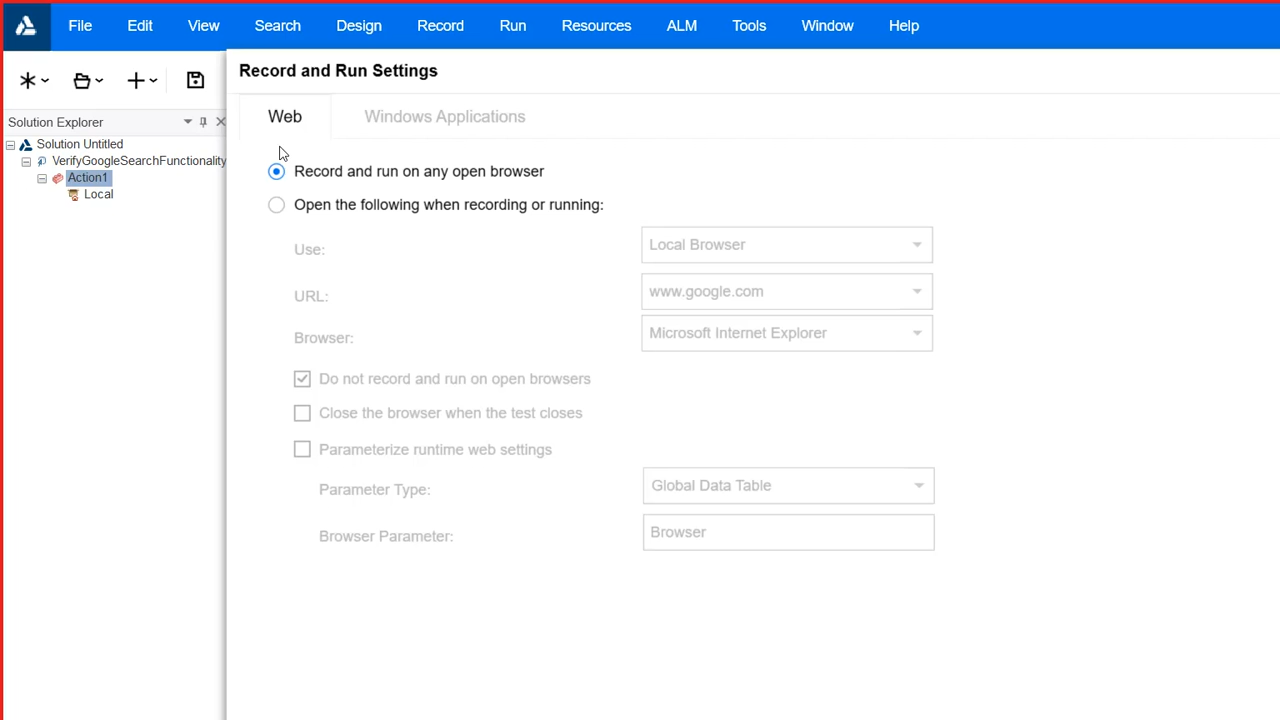 File Edit View Search Design Record Run Resources ALM Tools Window Help
Record and Run Settings
Solution Explorer
Solution Untitled
VerifyGoogleSearchFunctionality
Action1
Local
Web Windows Applications
Record and run on any open browser
Open the following when recording or running:
Use: Local Browser
URL: www.google.com
Browser: Microsoft Internet Explorer
Do not record and run on open browsers
Close the browser when the test closes
Parameterize runtime web settings
Parameter Type: Global Data Table
Browser Parameter: Browser